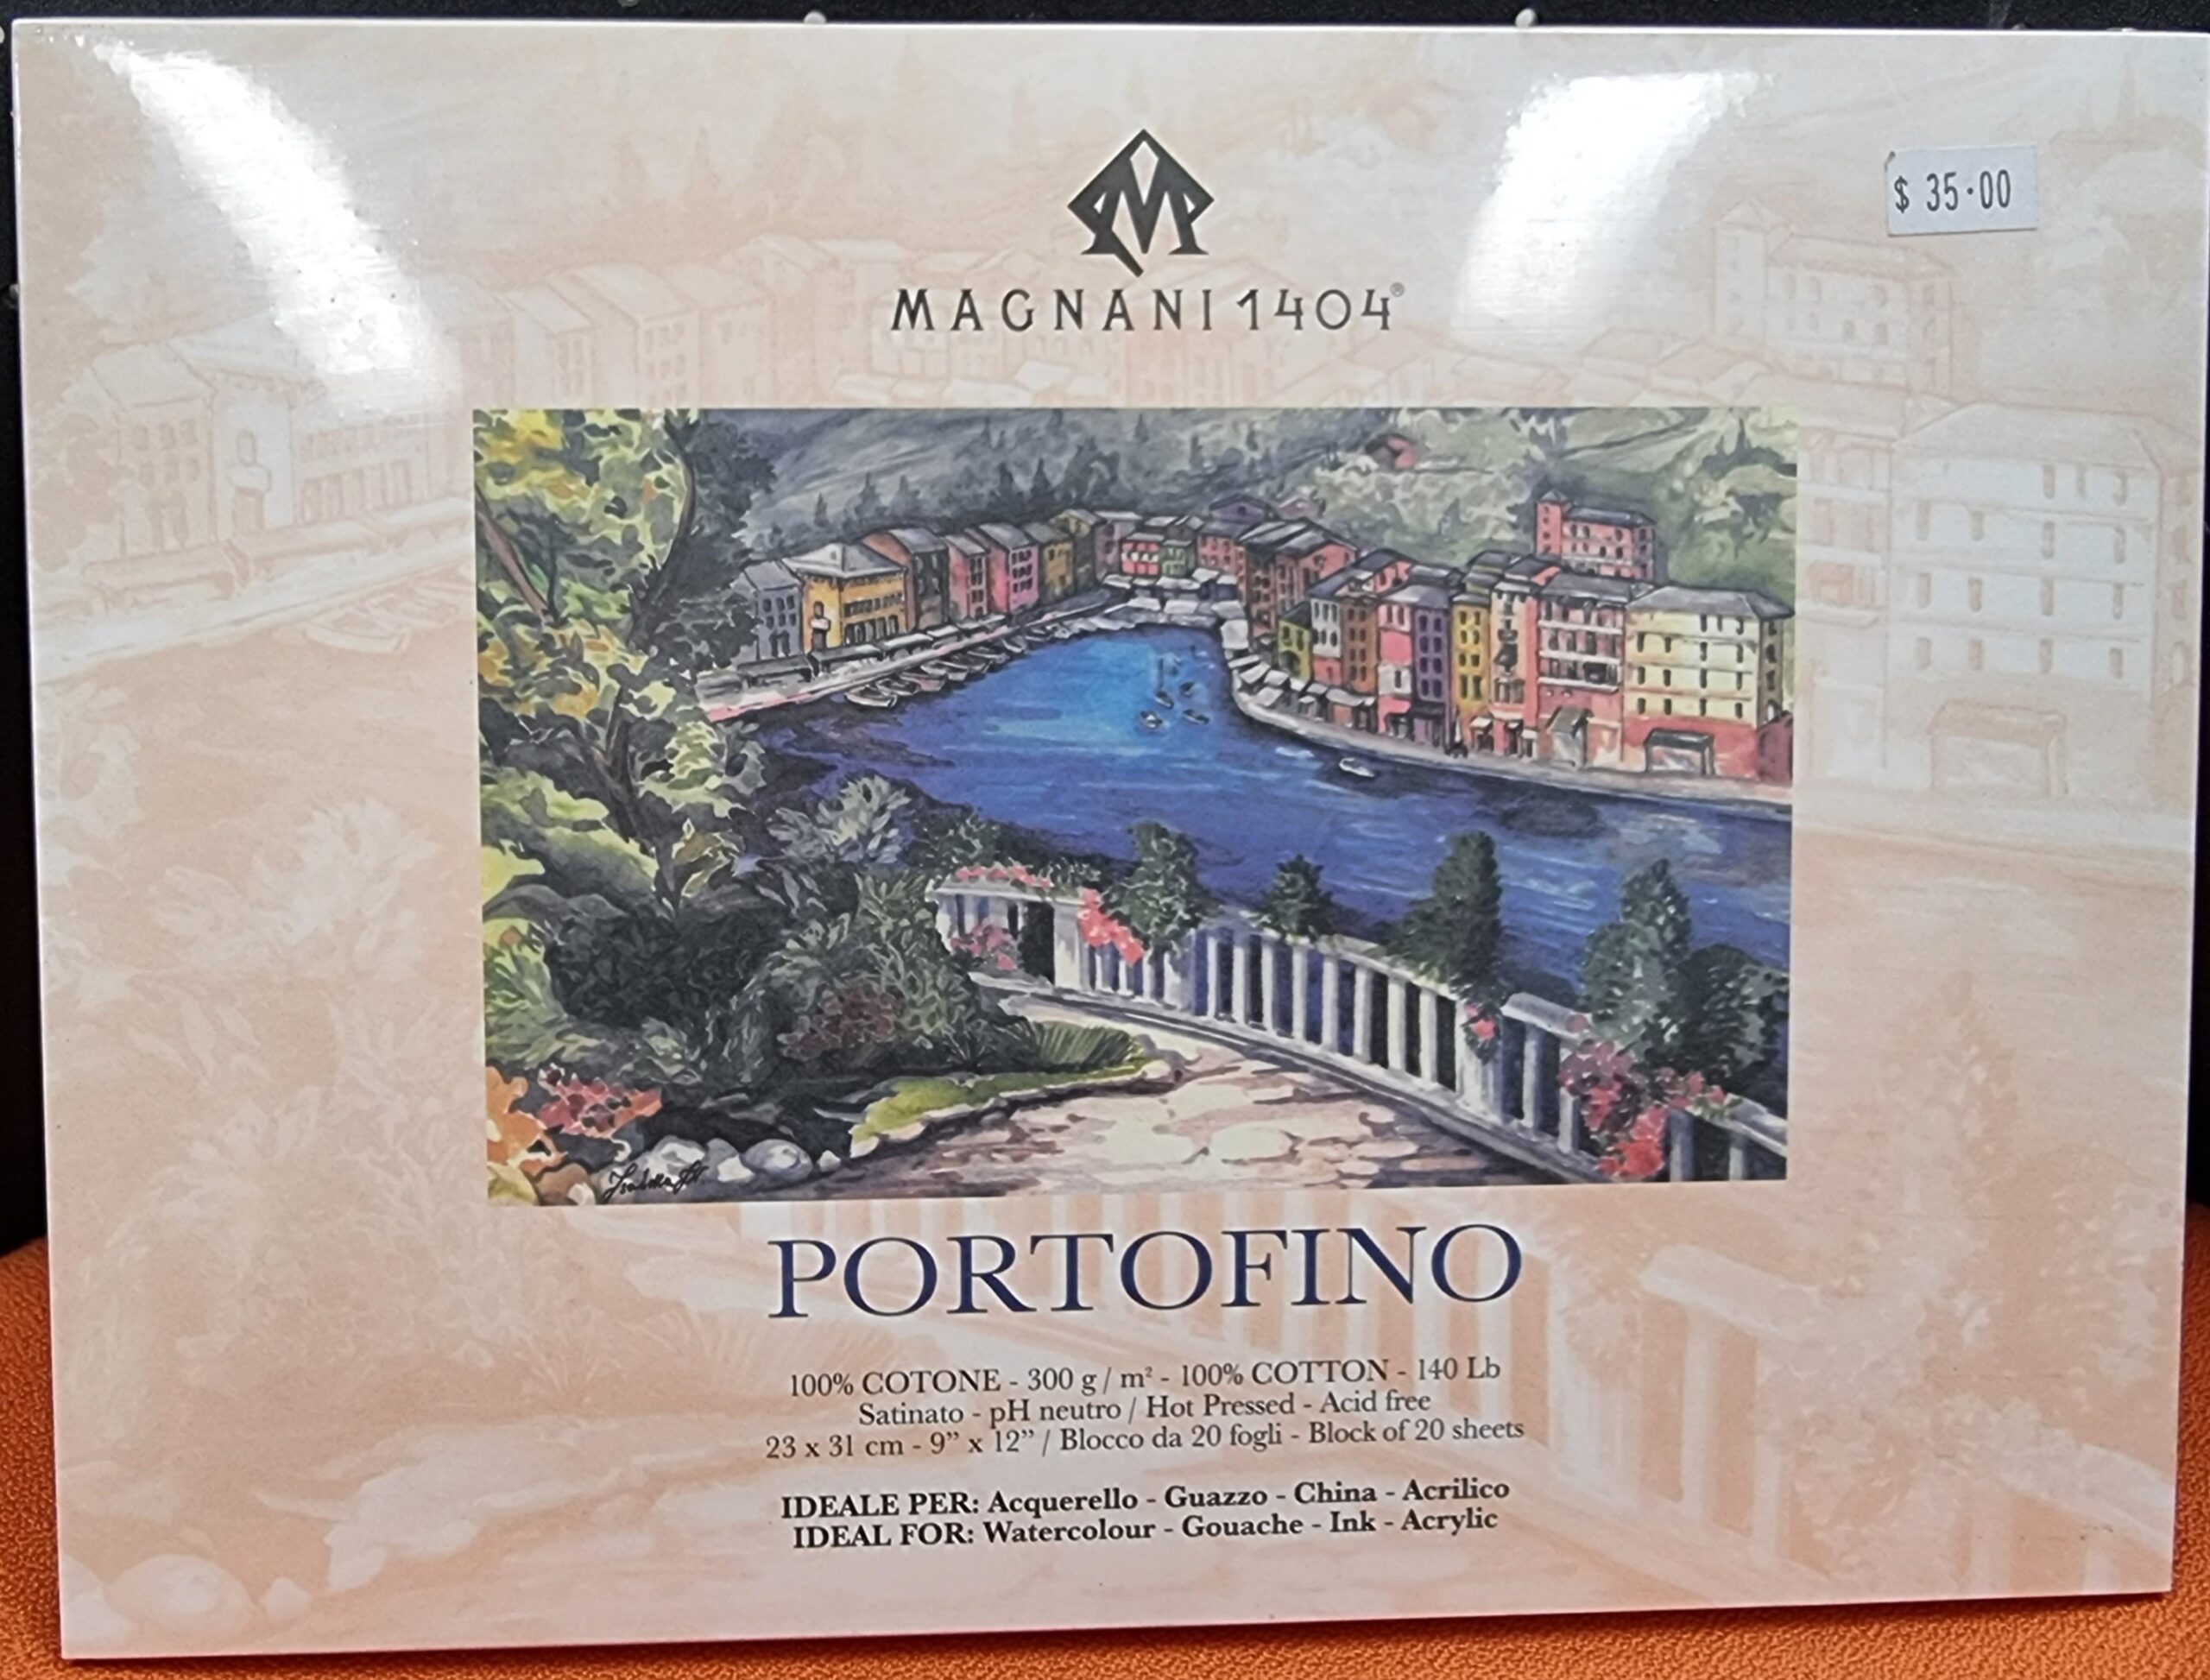 $ 35.00
MAGNANI 1404®
PORTOFINO
100% COTONE - 300 g / m² - 100% COTTON - 140 Lb
Satinato - pH neutro / Hot Pressed - Acid free
23 x 31 cm - 9” x 12” / Blocco da 20 fogli - Block of 20 sheets
IDEALE PER: Acquerello - Guazzo - China - Acrilico
IDEAL FOR: Watercolour - Gouache - Ink - Acrylic